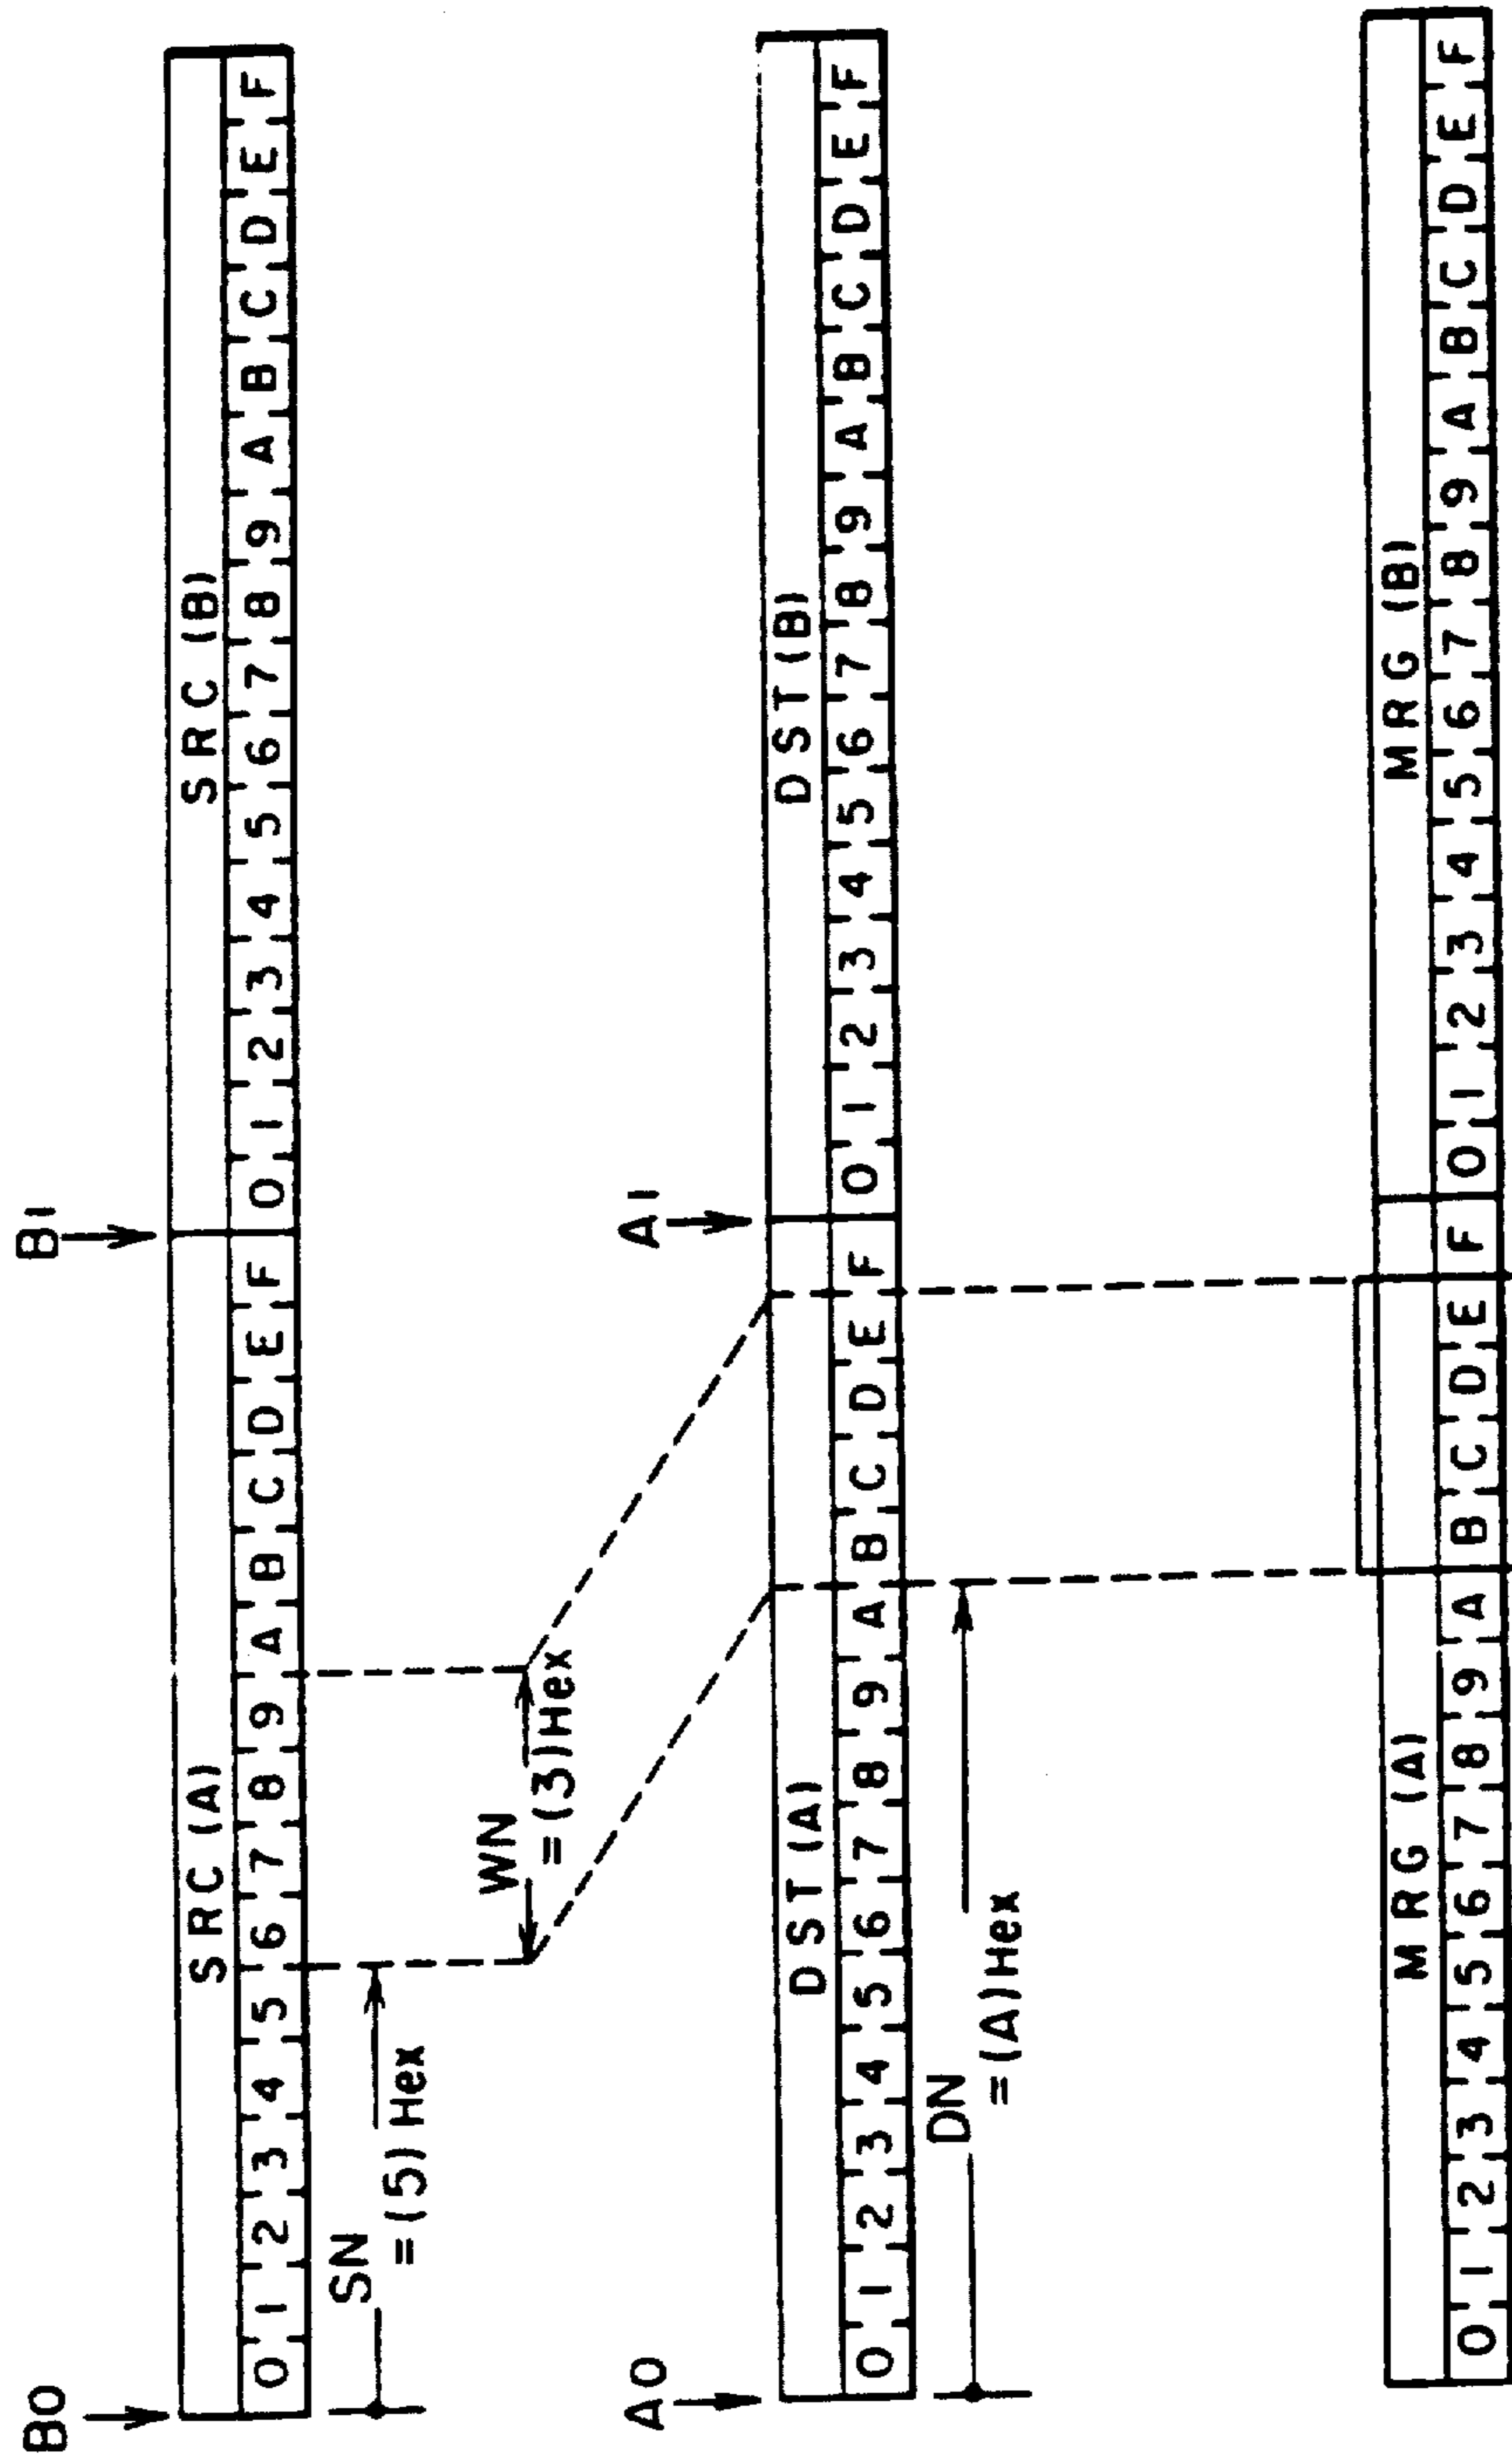 B0 B1
SRC (A) SRC (B)
0 1 2 3 4 5 6 7 8 9 A B C D E F 0 1 2 3 4 5 6 7 8 9 A B C D E F
SN
=(5)Hex
WN
=(3)Hex
A0 A1
DST(A) DST(B)
0 1 2 3 4 5 6 7 8 9 A B C D E F 0 1 2 3 4 5 6 7 8 9 A B C D E F
DN
=(A)Hex
MRG (A) MRG (B)
0 1 2 3 4 5 6 7 8 9 A B C D E F 0 1 2 3 4 5 6 7 8 9 A B C D E F